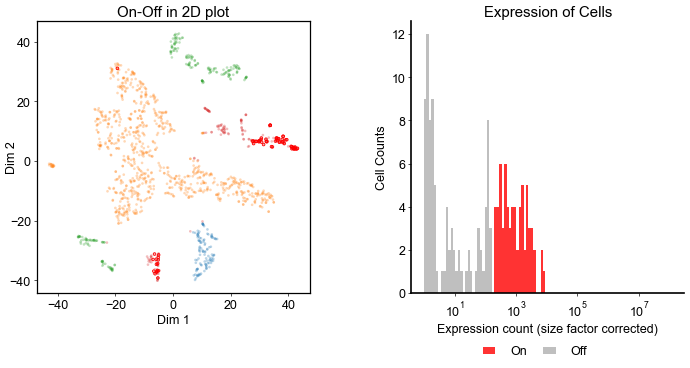 On-Off in 2D plot
40
20
0
−20
−40
Dim 2
−40
−20
0
20
40
Dim 1
Expression of Cells
12
10
8
6
4
2
0
Cell Counts
10^1
10^3
10^5
10^7
Expression count (size factor corrected)
On
Off